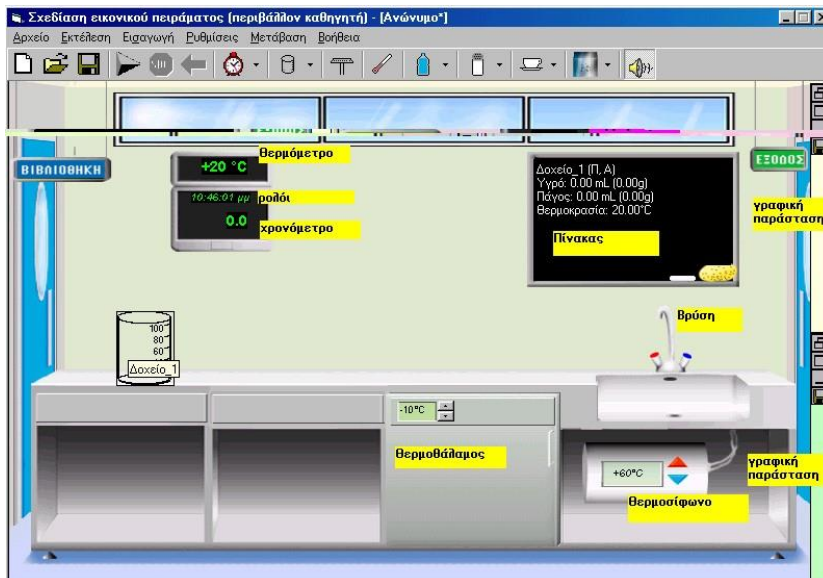 Σχεδίαση εικονικού πειράματος (περιβάλλον καθηγητή) - [Ανώνυμο*]
Αρχείο Εκτέλεση Εισαγωγή Ρυθμίσεις Μετάβαση Βοήθεια
ΒΙΒΛΙΟΘΗΚΗ
+20 °C
θερμόμετρο
10:46:01 μμ
ρολόι
0.0
χρονόμετρο
Δοχείο_1 (Π, Α)
Υγρό: 0.00 mL (0.00g)
Πάγος: 0.00 mL (0.00g)
Θερμοκρασία: 20.00°C
Πίνακας
ΕΞΟΔΟΣ
γραφική
παράσταση
Βρύση
100
80
60
Δοχείο_1
-10°C
θερμοθάλαμος
+60°C
θερμοσίφωνο
γραφική
παράσταση